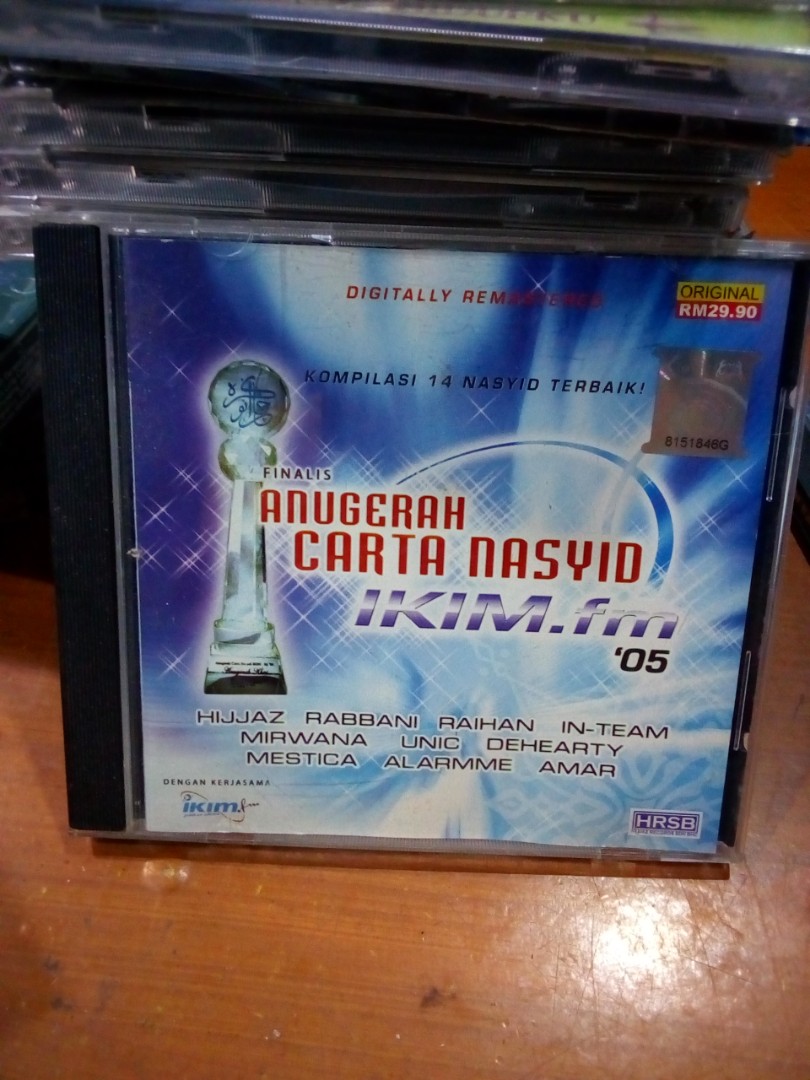 DIGITALLY REMASTERED
ORIGINAL
RM29.90
KOMPILASI 14 NASYID TERBAIK!
8151846G
FINALIS
ANUGERAH
CARTA NASYID
IKIM.fm
'05
HIJJAZ RABBANI RAIHAN IN-TEAM
MIRWANA UNIC DEHEARTY
MESTICA ALARMME AMAR
DENGAN KERJASAMA
ikim.fm
HRSB